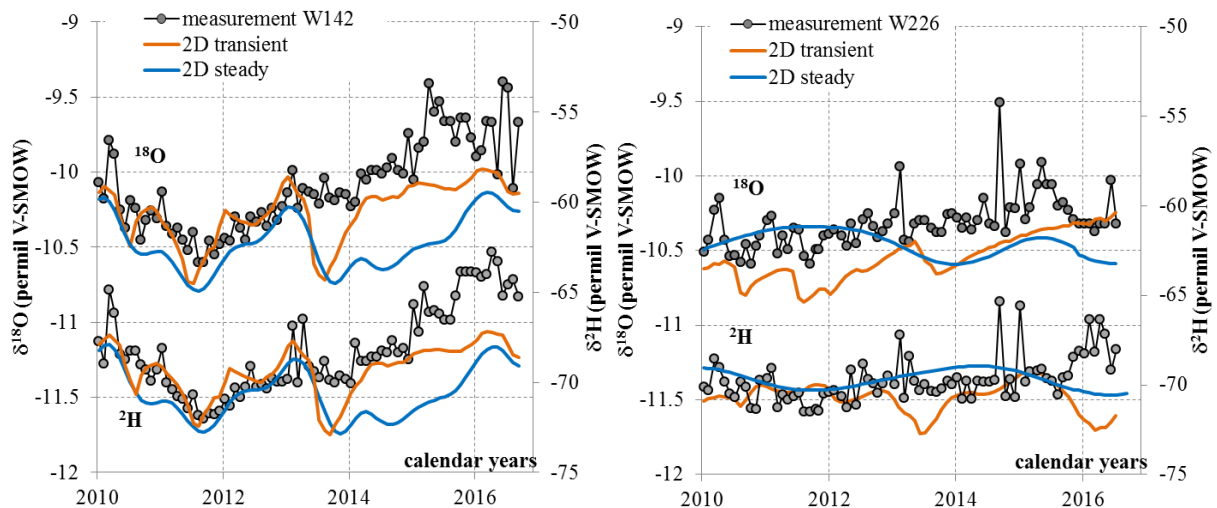 measurement W142
2D transient
2D steady
-9
-9.5
-10
-10.5
-11
-11.5
-12
δ18O (permil V-SMOW)
18O
2H
-50
-55
-60
-65
-70
-75
δ2H (permil V-SMOW)
calendar years
2010
2012
2014
2016
measurement W226
2D transient
2D steady
-9
-9.5
-10
-10.5
-11
-11.5
-12
δ18O (permil V-SMOW)
18O
2H
-50
-55
-60
-65
-70
-75
δ2H (permil V-SMOW)
calendar years
2010
2012
2014
2016